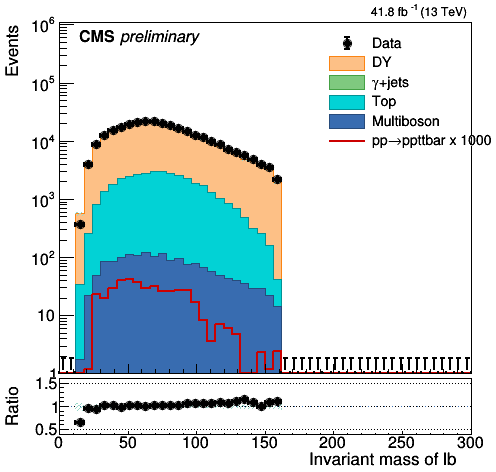 41.8 fb⁻¹ (13 TeV)
CMS preliminary
Events
10⁶
10⁵
10⁴
10³
10²
10
1
Data
DY
γ+jets
Top
Multiboson
pp→ppttbar x 1000
Ratio
1.5
1
0.5
0 50 100 150 200 250 300
Invariant mass of lb